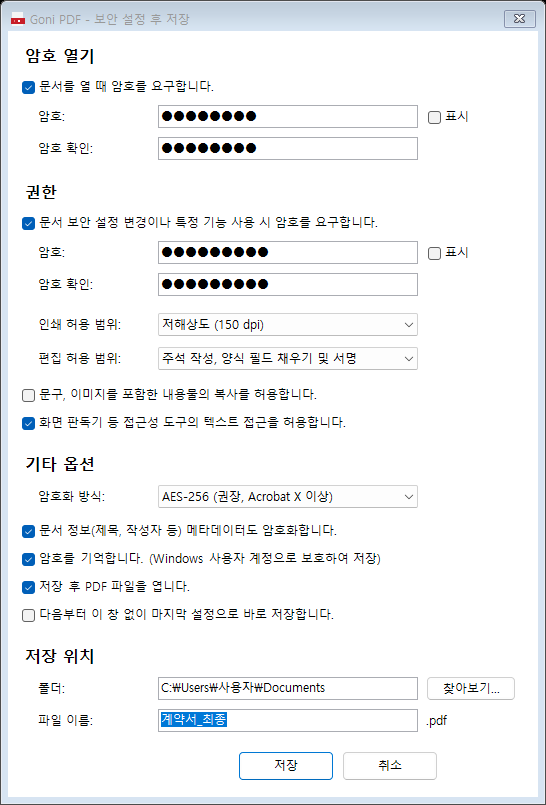 Goni PDF - 보안 설정 후 저장
암호 열기
문서를 열 때 암호를 요구합니다.
암호: ●●●●●●●● 표시
암호 확인: ●●●●●●●●
권한
문서 보안 설정 변경이나 특정 기능 사용 시 암호를 요구합니다.
암호: ●●●●●●●●● 표시
암호 확인: ●●●●●●●●●
인쇄 허용 범위: 저해상도 (150 dpi)
편집 허용 범위: 주석 작성, 양식 필드 채우기 및 서명
문구, 이미지를 포함한 내용물의 복사를 허용합니다.
화면 판독기 등 접근성 도구의 텍스트 접근을 허용합니다.
기타 옵션
암호화 방식: AES-256 (권장, Acrobat X 이상)
문서 정보(제목, 작성자 등) 메타데이터도 암호화합니다.
암호를 기억합니다. (Windows 사용자 계정으로 보호하여 저장)
저장 후 PDF 파일을 엽니다.
다음부터 이 창 없이 마지막 설정으로 바로 저장합니다.
저장 위치
폴더: C:₩Users₩사용자₩Documents 찾아보기...
파일 이름: 계약서_최종 .pdf
저장 취소